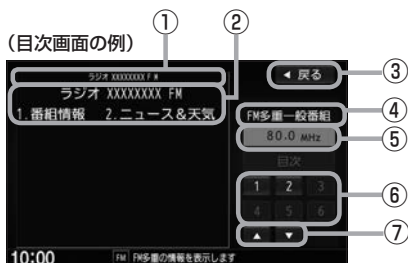 ① ②
(目次画面の例)
ラジオ XXXXXXXX F M
◀ 戻る ③
ラジオ XXXXXXXX FM
1.番組情報 2.ニュース&天気
FM多重一般番組 ④
80.0 MHz ⑤
目次
1 2 3 ⑥
4 5 6
▲ ▼ ⑦
10:00 FM FM多重の情報を表示します